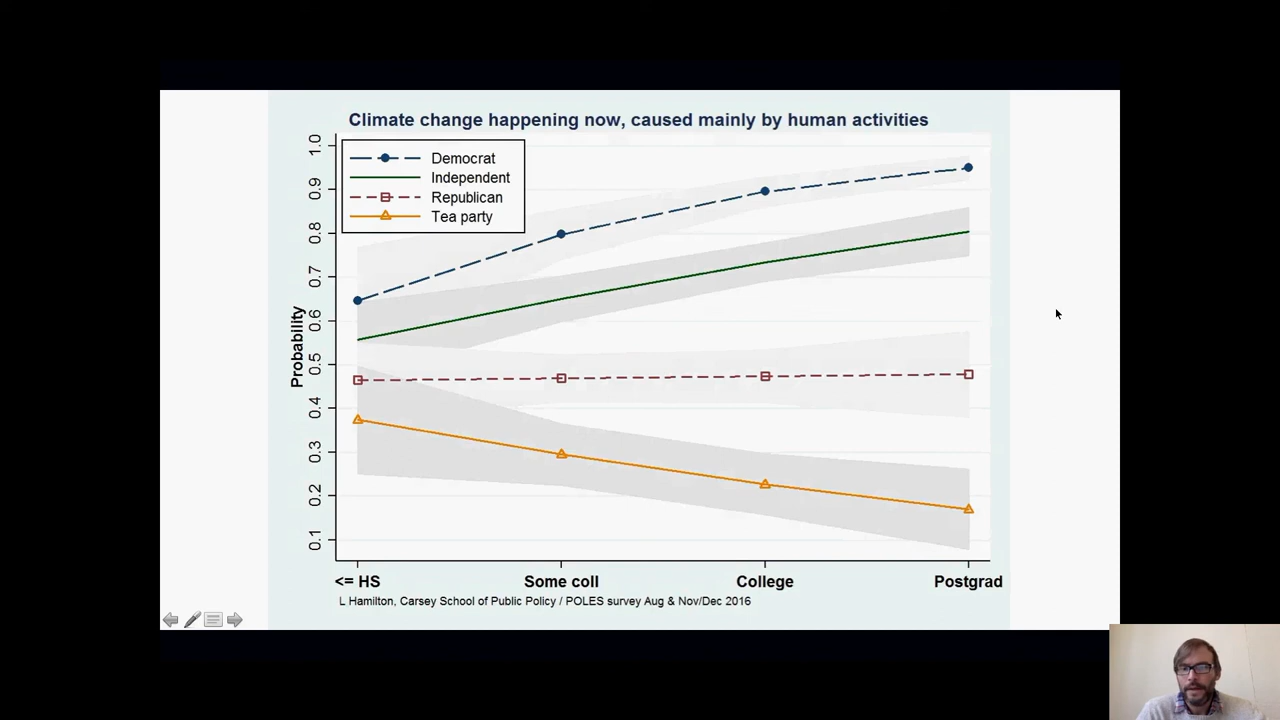 Climate change happening now, caused mainly by human activities
Democrat
Independent
Republican
Tea party
Probability
1.0
0.9
0.8
0.7
0.6
0.5
0.4
0.3
0.2
0.1
<= HS Some coll College Postgrad
L Hamilton, Carsey School of Public Policy / POLES survey Aug & Nov/Dec 2016